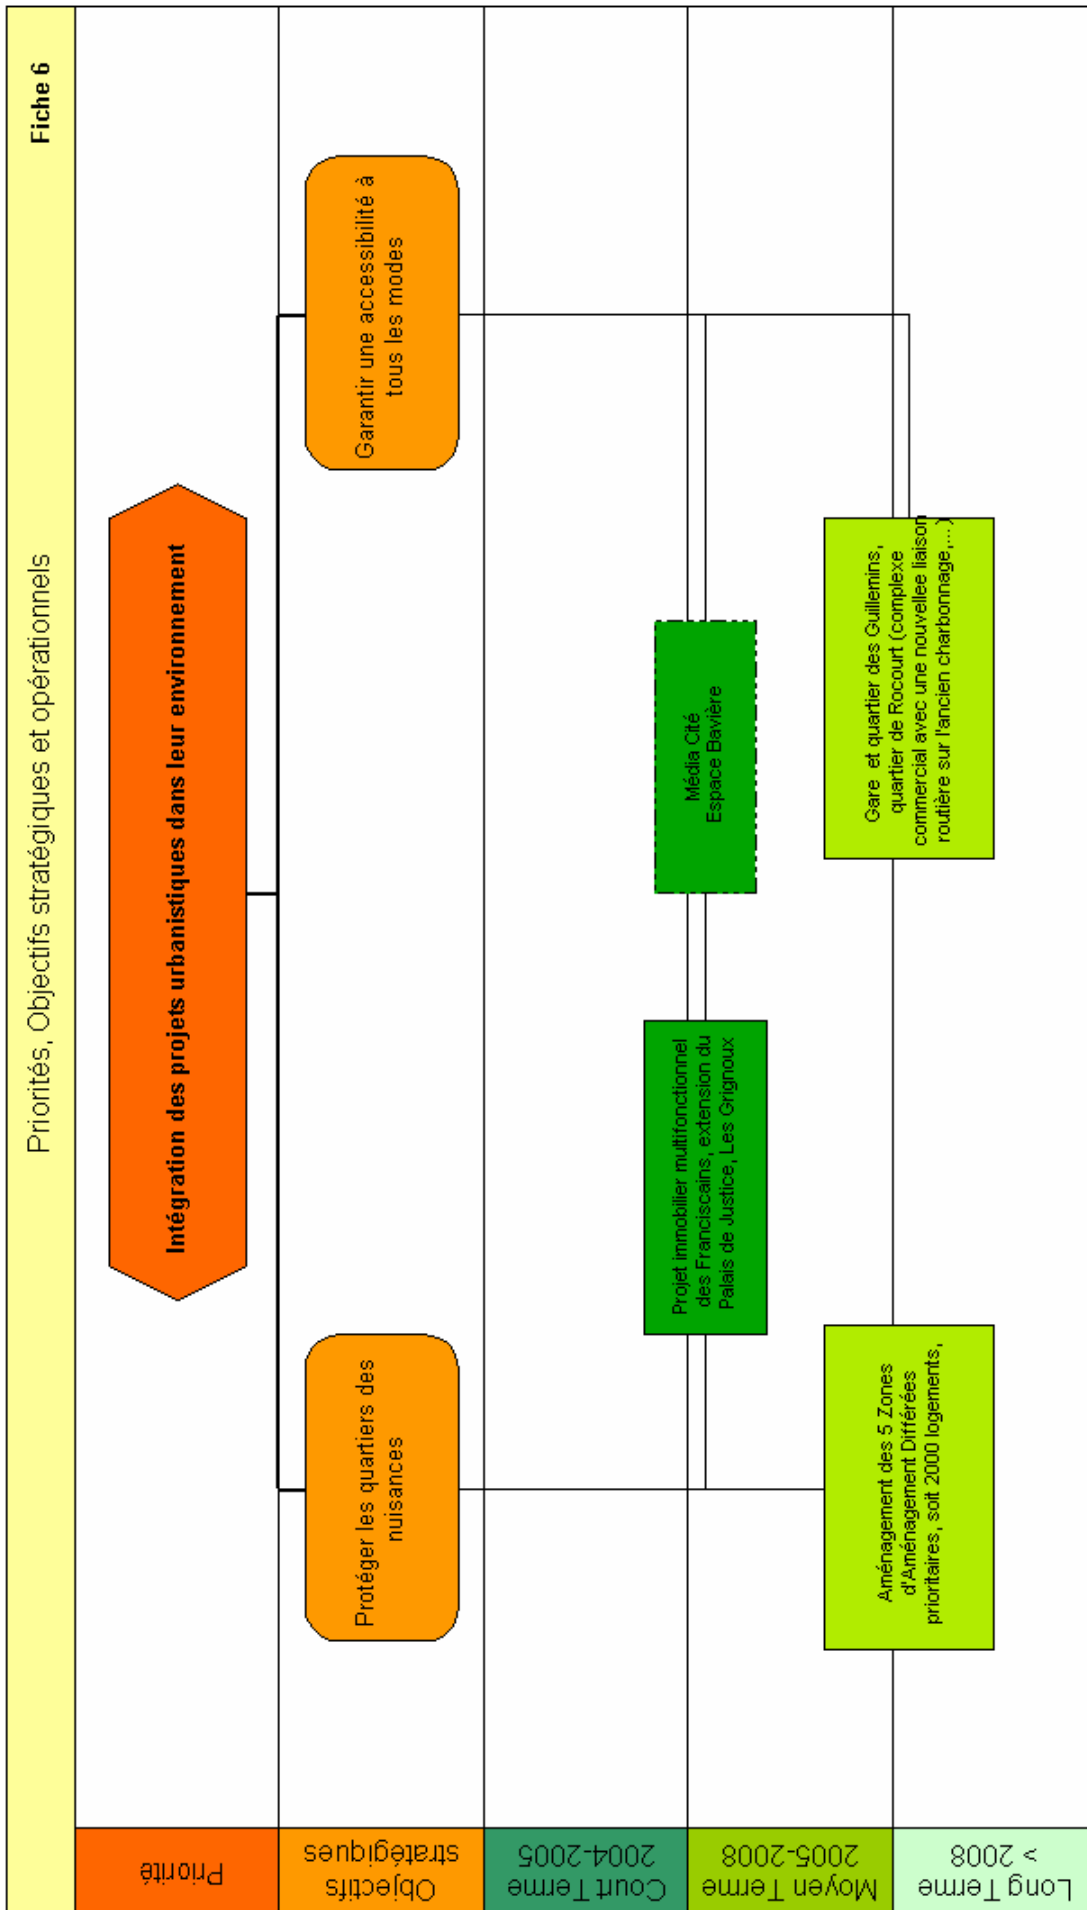 Priorités, Objectifs stratégiques et opérationnels
Fiche 6
Priorité
Intégration des projets urbanistiques dans leur environnement
Objectifs
stratégiques
Protéger les quartiers des
nuisances
Garantir une accessibilité à
tous les modes
Court Terme
2004-2005
Projet immobilier multifonctionnel
des Franciscains, extension du
Palais de Justice, Les Grignoux
Média Cité
Espace Bavière
Moyen Terme
2005-2008
Aménagement des 5 Zones
d'Aménagement Différées
prioritaires, soit 2000 logements,
Gare et quartier des Guillemins,
quartier de Rocourt (complexe
commercial avec une nouvellee liaison
routière sur l'ancien charbonnage,...)
Long Terme
> 2008